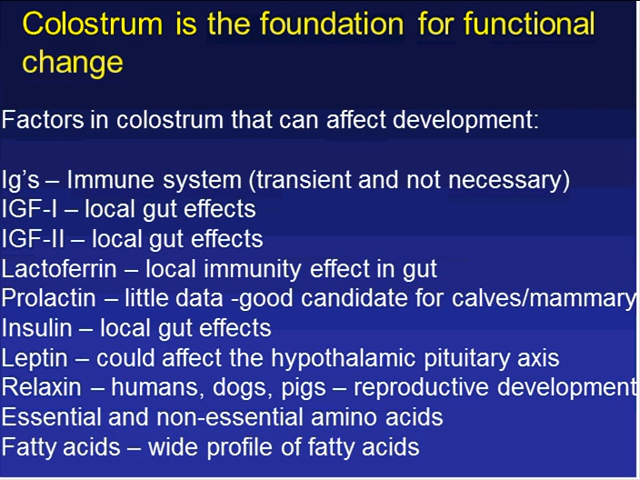 Colostrum is the foundation for functional
change
Factors in colostrum that can affect development:
Ig's – Immune system (transient and not necessary)
IGF-I – local gut effects
IGF-II – local gut effects
Lactoferrin – local immunity effect in gut
Prolactin – little data -good candidate for calves/mammary
Insulin – local gut effects
Leptin – could affect the hypothalamic pituitary axis
Relaxin – humans, dogs, pigs – reproductive development
Essential and non-essential amino acids
Fatty acids – wide profile of fatty acids